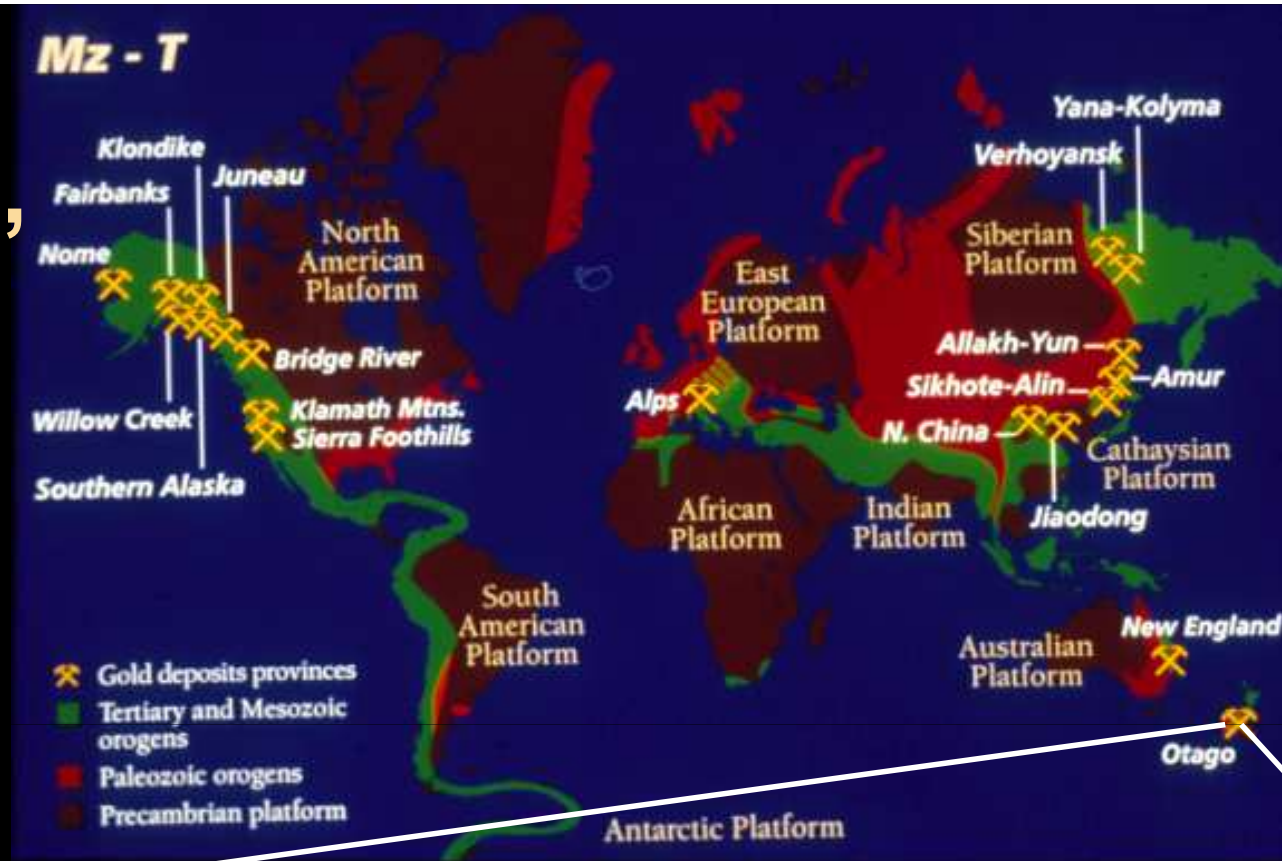 Mz - T
,
Klondike
Juneau
Fairbanks
Nome
North
American
Platform
Bridge River
Klamath Mtns.
Sierra Foothills
Willow Creek
Southern Alaska
South
American
Platform
East
European
Platform
Alps
African
Platform
Indian
Platform
Yana-Kolyma
Verhoyansk
Siberian
Platform
Allakh-Yun
Amur
Sikhote-Alin
N. China
Cathaysian
Platform
Jiaodong
New England
Australian
Platform
Otago
Antarctic Platform
Gold deposits provinces
Tertiary and Mesozoic
orogens
Paleozoic orogens
Precambrian platform